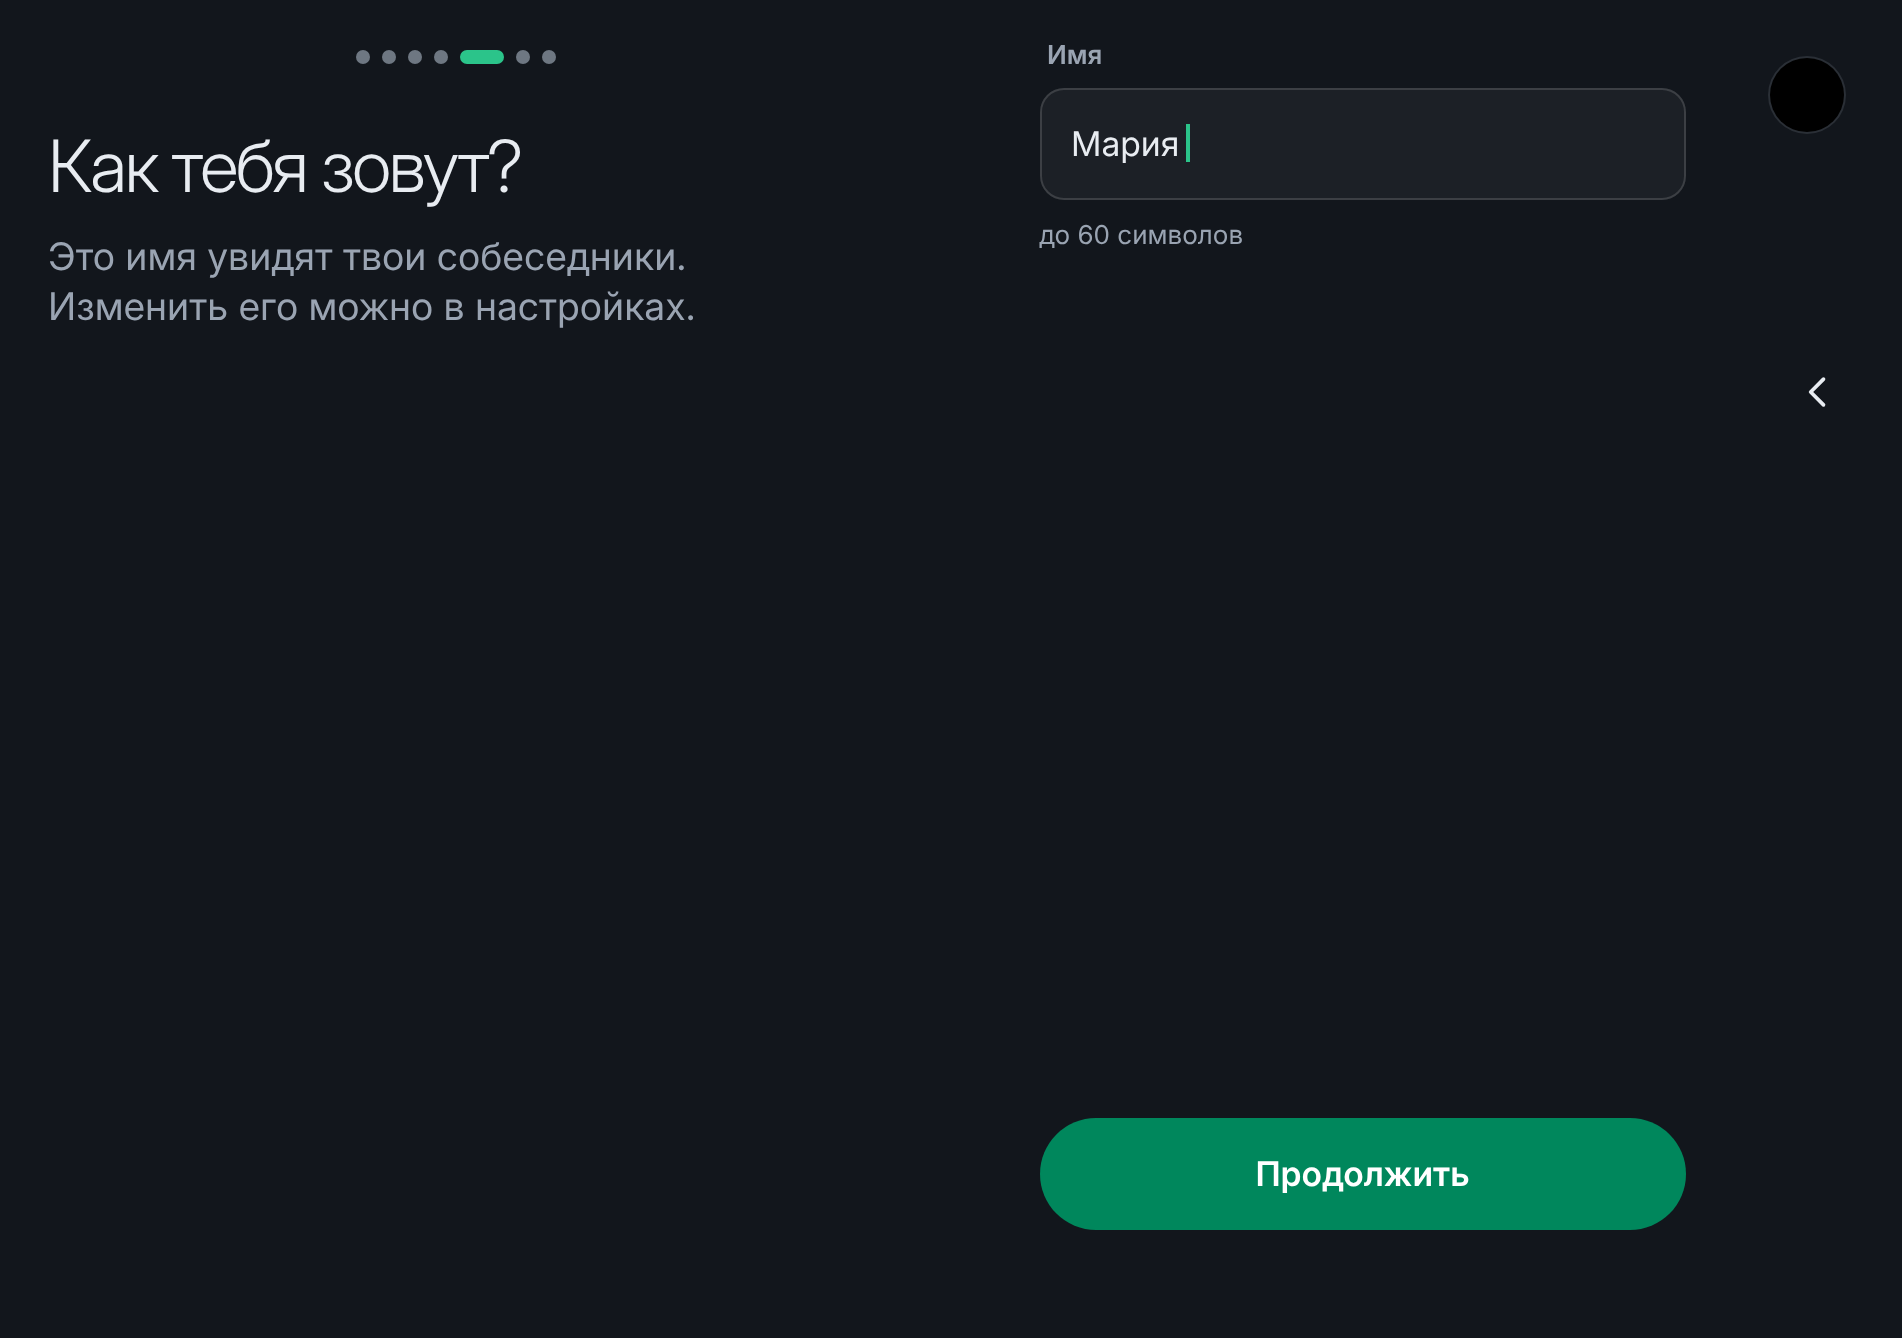 Как тебя зовут?
Это имя увидят твои собеседники.
Изменить его можно в настройках.
Имя
Мария
до 60 символов
Продолжить